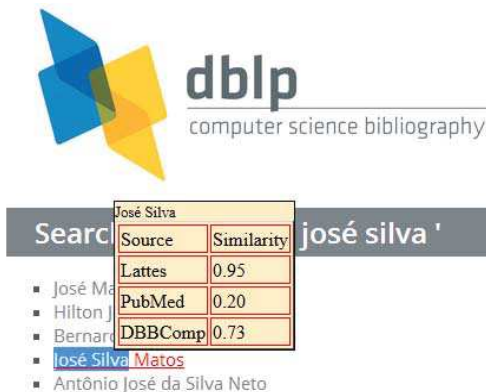 dblp
computer science bibliography
José Silva
Searc
josé silva '
Source Similarity
Lattes 0.95
José Ma
PubMed 0.20
Hilton J
DBBComp 0.73
Bernar
José Silva Matos
Antônio José da Silva Neto